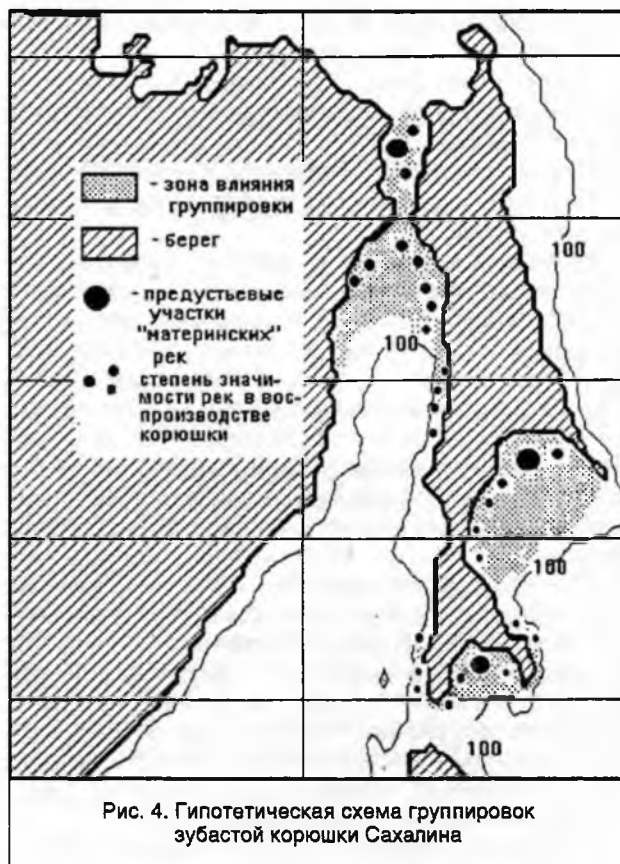 - зона влияния
группировки
- берег
- предустьевые
участки
"материнских"
рек
степень значи-
мости рек в вос-
производстве
корюшки
100
100
100
100
Рис. 4. Гипотетическая схема группировок
зубастой корюшки Сахалина